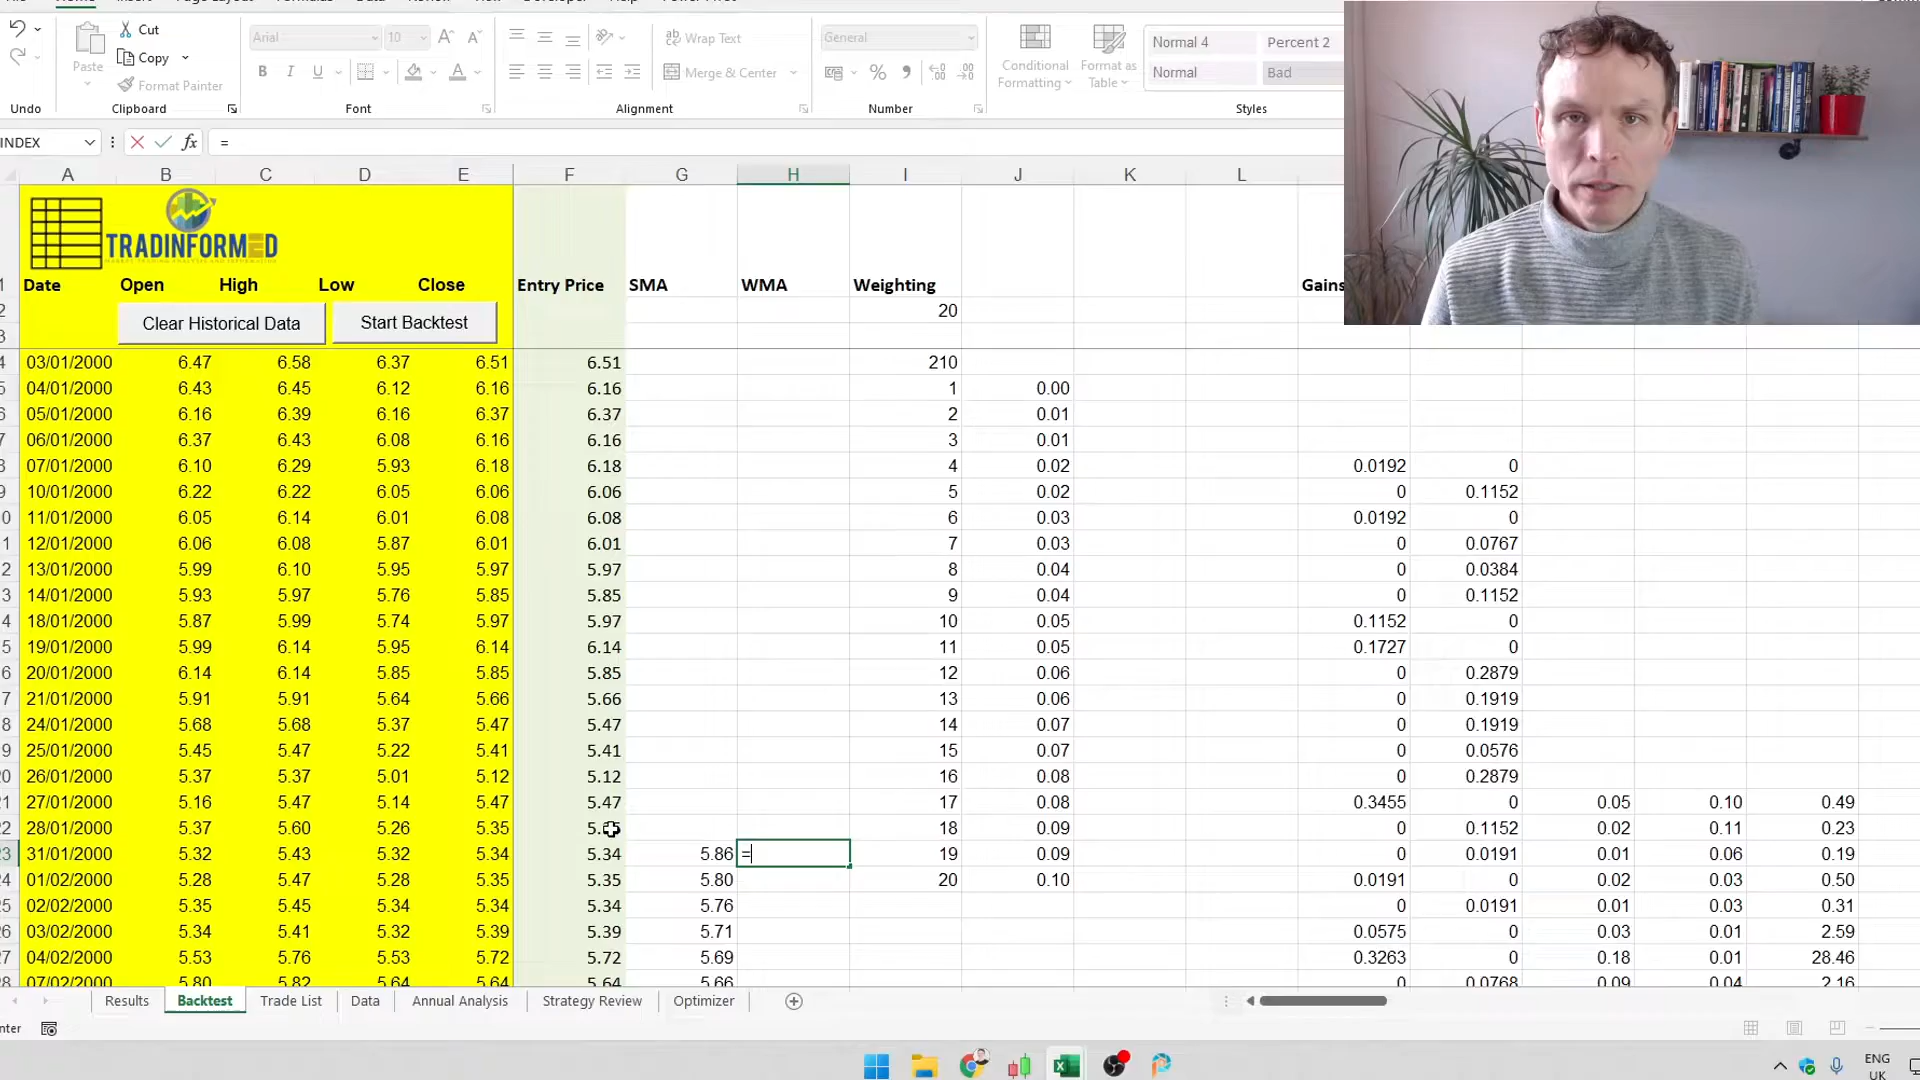 Cut
Copy
Paste
Format Painter
Undo
Clipboard
Arial
10
Font
Wrap Text
Merge & Center
Alignment
General
Number
Conditional
Formatting
Format as
Table
Normal 4
Percent 2
Normal
Bad
Styles
INDEX
fx
=
A B C D E F G H I J K L
TRADINFORMED
Date Open High Low Close Entry Price SMA WMA Weighting Gains
Clear Historical Data Start Backtest
20
03/01/2000 6.47 6.58 6.37 6.51 6.51 210
04/01/2000 6.43 6.45 6.12 6.16 6.16 1 0.00
05/01/2000 6.16 6.39 6.16 6.37 6.37 2 0.01
06/01/2000 6.37 6.43 6.08 6.16 6.16 3 0.01
07/01/2000 6.10 6.29 5.93 6.18 6.18 4 0.02 0.0192 0
10/01/2000 6.22 6.22 6.05 6.06 6.06 5 0.02 0 0.1152
11/01/2000 6.05 6.14 6.01 6.08 6.08 6 0.03 0.0192 0
12/01/2000 6.06 6.08 5.87 6.01 6.01 7 0.03 0 0.0767
13/01/2000 5.99 6.10 5.95 5.97 5.97 8 0.04 0 0.0384
14/01/2000 5.93 5.97 5.76 5.85 5.85 9 0.04 0 0.1152
18/01/2000 5.87 5.99 5.74 5.97 5.97 10 0.05 0.1152 0
19/01/2000 5.99 6.14 5.95 6.14 6.14 11 0.05 0.1727 0
20/01/2000 6.14 6.14 5.85 5.85 5.85 12 0.06 0 0.2879
21/01/2000 5.91 5.91 5.64 5.66 5.66 13 0.06 0 0.1919
24/01/2000 5.68 5.68 5.37 5.47 5.47 14 0.07 0 0.1919
25/01/2000 5.45 5.47 5.22 5.41 5.41 15 0.07 0 0.0576
26/01/2000 5.37 5.37 5.01 5.12 5.12 16 0.08 0 0.2879
27/01/2000 5.16 5.47 5.14 5.47 5.47 17 0.08 0.3455 0 0.05 0.10 0.49
28/01/2000 5.37 5.60 5.26 5.35 18 0.09 0 0.1152 0.02 0.11 0.23
31/01/2000 5.32 5.43 5.32 5.34 5.34 5.86 = 19 0.09 0 0.0191 0.01 0.06 0.19
01/02/2000 5.28 5.47 5.28 5.35 5.35 5.80 20 0.10 0.0191 0 0.02 0.03 0.50
02/02/2000 5.35 5.45 5.34 5.34 5.34 5.76 0 0.0191 0.01 0.03 0.31
03/02/2000 5.34 5.41 5.32 5.39 5.39 5.71 0.0575 0 0.03 0.01 2.59
04/02/2000 5.53 5.76 5.53 5.72 5.72 5.69 0.3263 0 0.18 0.01 28.46
07/02/2000 5.80 5.82 5.64 5.64 5.64 5.66 0 0.0768 0.09 0.04 2.16
Results Backtest Trade List Data Annual Analysis Strategy Review Optimizer
ENG
UK